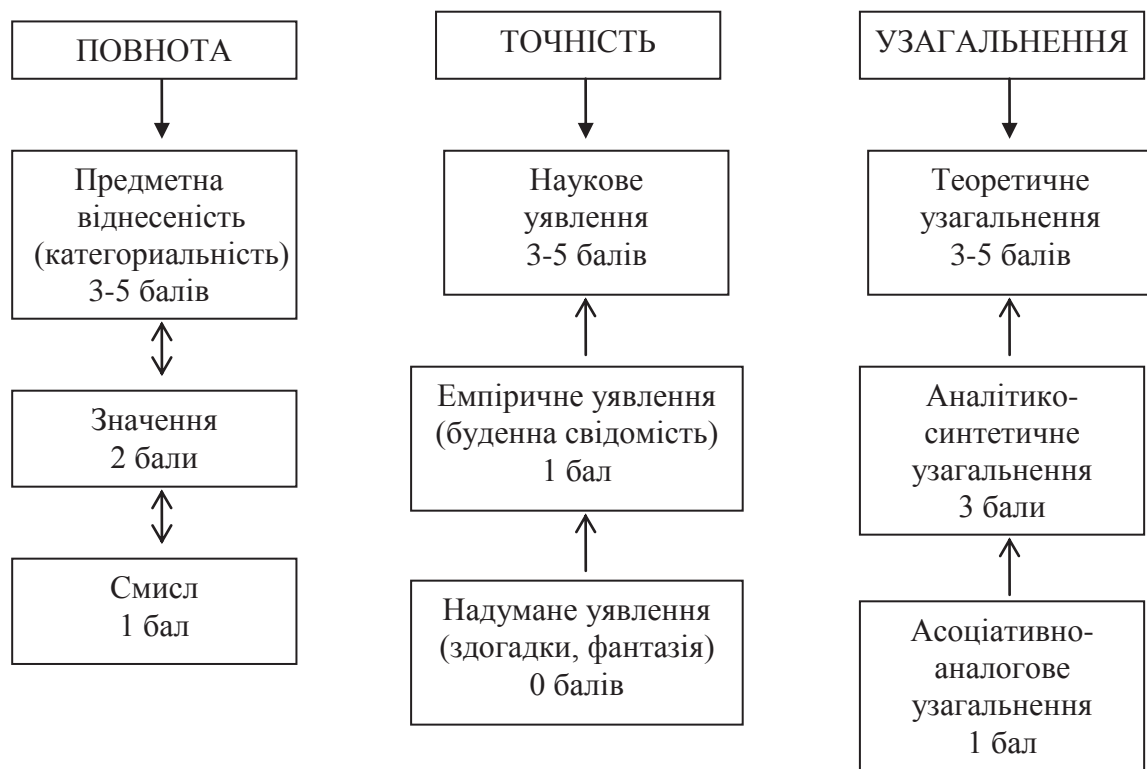 ПОВНОТА
Предметна
віднесеність
(категориальність)
3-5 балів
Значення
2 бали
Смисл
1 бал
ТОЧНІСТЬ
Наукове
уявлення
3-5 балів
Емпіричне уявлення
(буденна свідомість)
1 бал
Надумане уявлення
(здогадки, фантазія)
0 балів
УЗАГАЛЬНЕННЯ
Теоретичне
узагальнення
3-5 балів
Аналітико-
синтетичне
узагальнення
3 бали
Асоціативно-
аналогове
узагальнення
1 бал